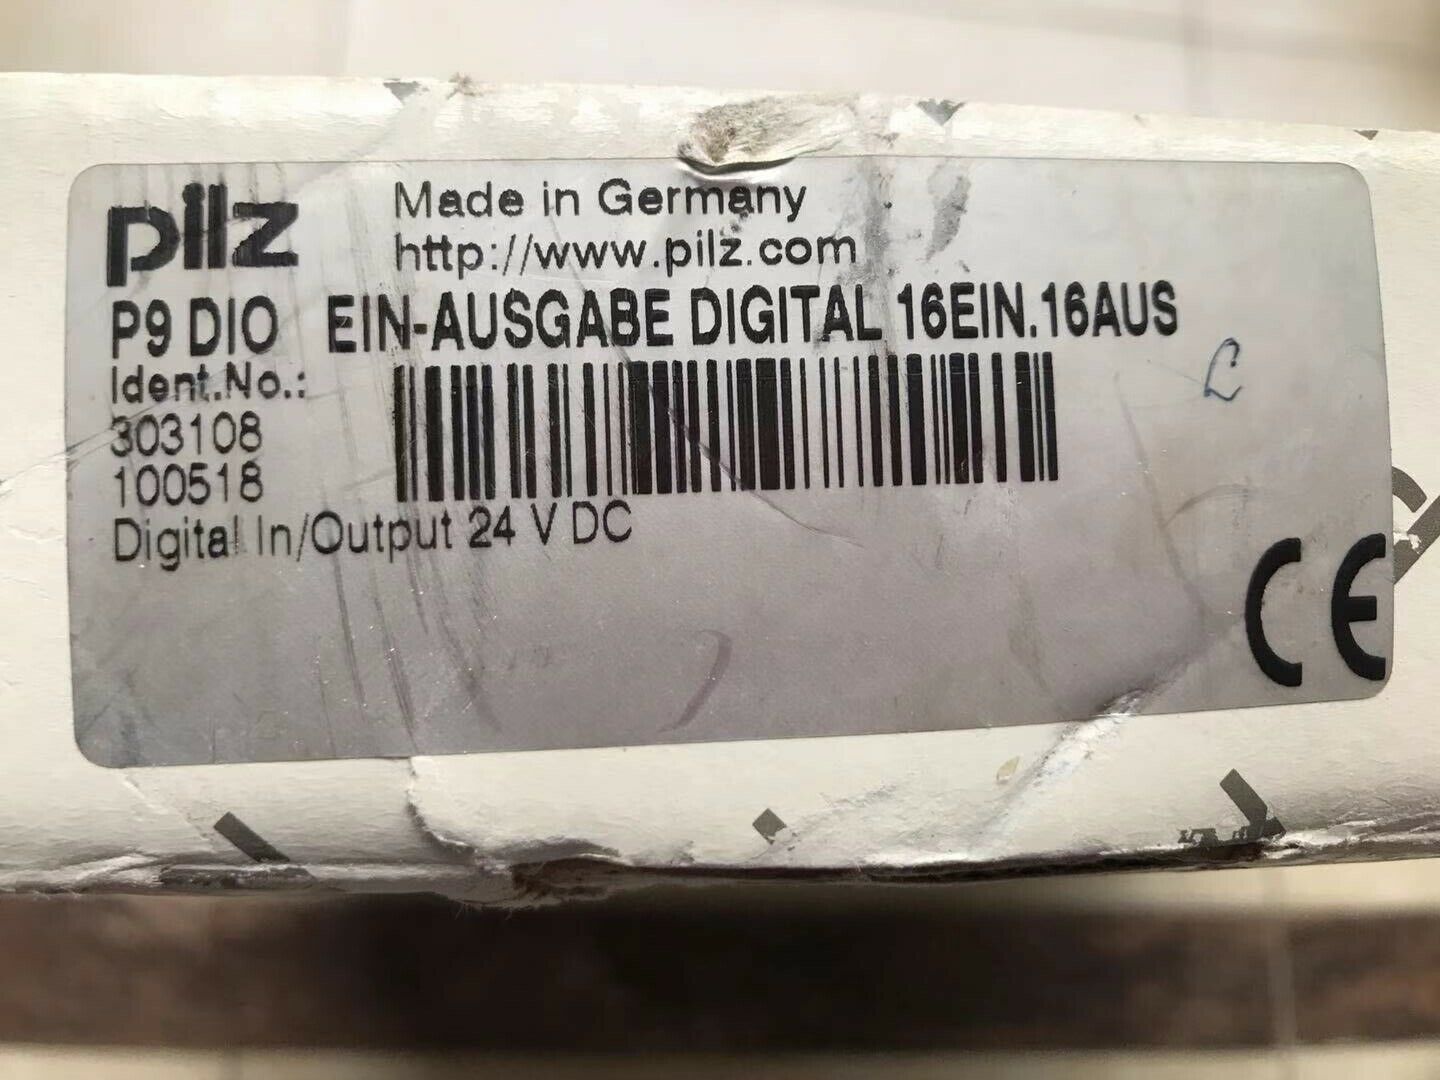 pilz
Made in Germany
http://www.pilz.com
P9 DIO EIN-AUSGABE DIGITAL 16EIN.16AUS
Ident.No.:
303108
100518
Digital In/Output 24 V DC
CE